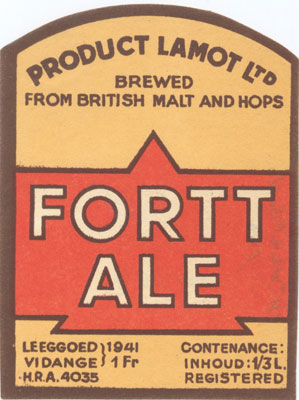 PRODUCT LAMOT LTD
BREWED
FROM BRITISH MALT AND HOPS
FORTT
ALE
LEEGGOED } 1941
VIDANGE } 1 Fr
H.R.A. 4035
CONTENANCE:
INHOUD: 1/3 L.
REGISTERED